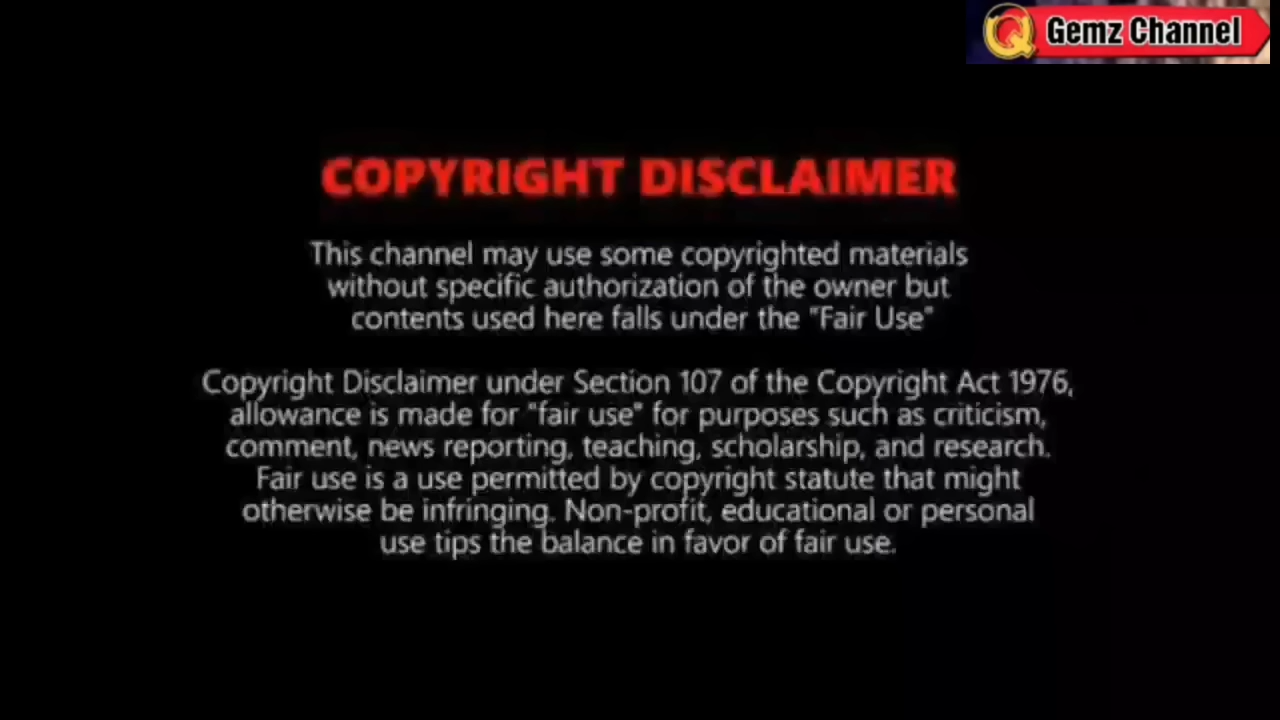 Gemz Channel
COPYRIGHT DISCLAIMER
This channel may use some copyrighted materials
without specific authorization of the owner but
contents used here falls under the "Fair Use"
Copyright Disclaimer under Section 107 of the Copyright Act 1976,
allowance is made for "fair use" for purposes such as criticism,
comment, news reporting, teaching, scholarship, and research.
Fair use is a use permitted by copyright statute that might
otherwise be infringing. Non-profit, educational or personal
use tips the balance in favor of fair use.